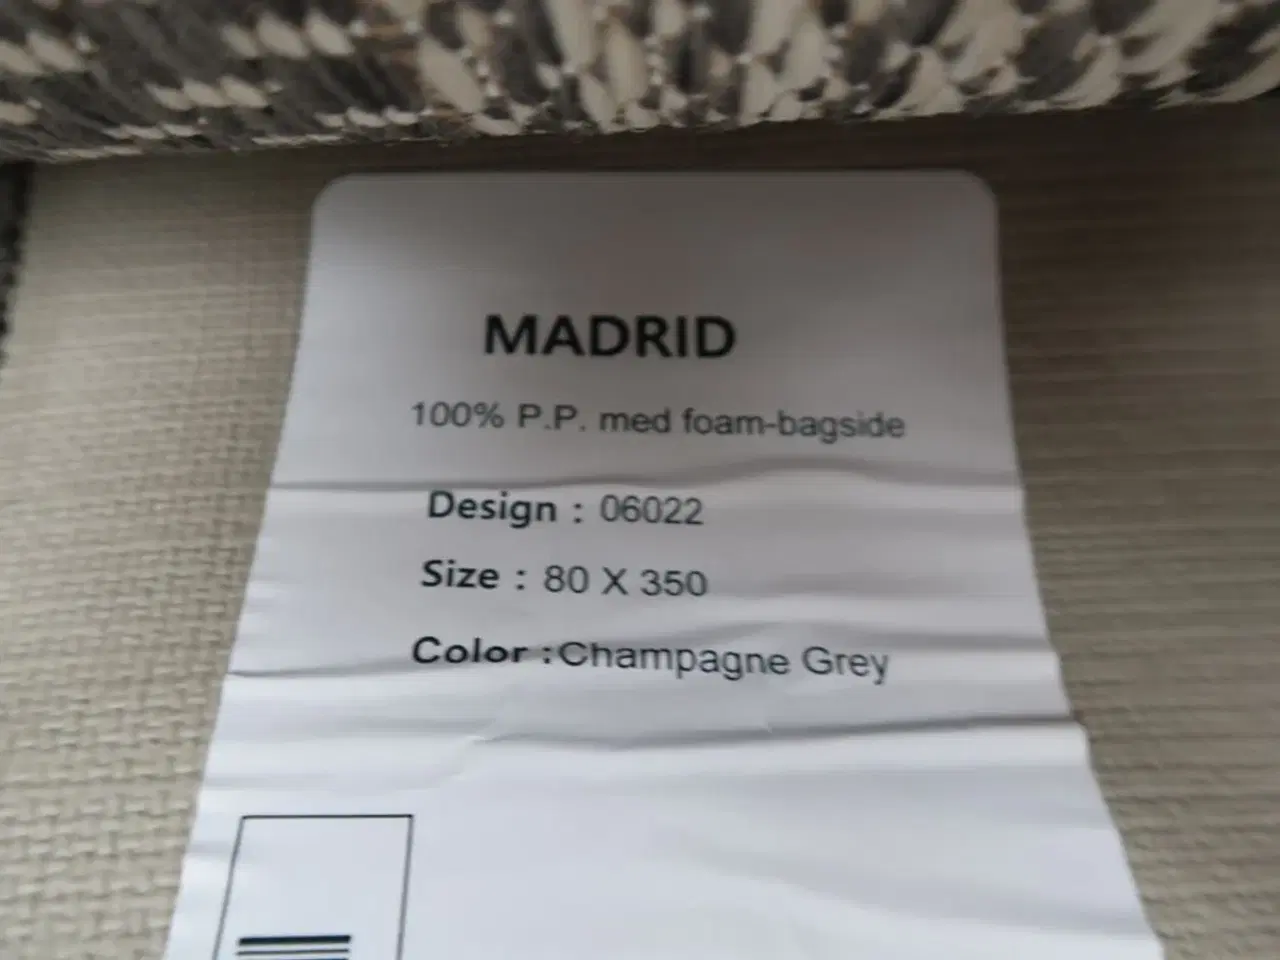 MADRID
100% P.P. med foam-bagside
Design : 06022
Size : 80 X 350
Color :Champagne Grey